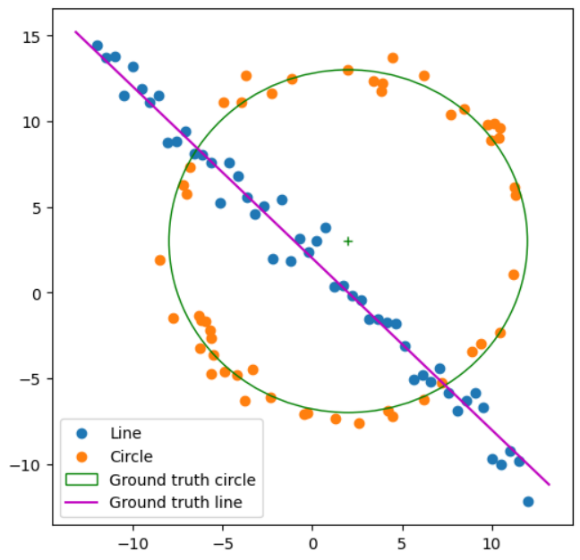 15
10
5
0
−5
−10
Line
Circle
Ground truth circle
Ground truth line
−10 −5 0 5 10